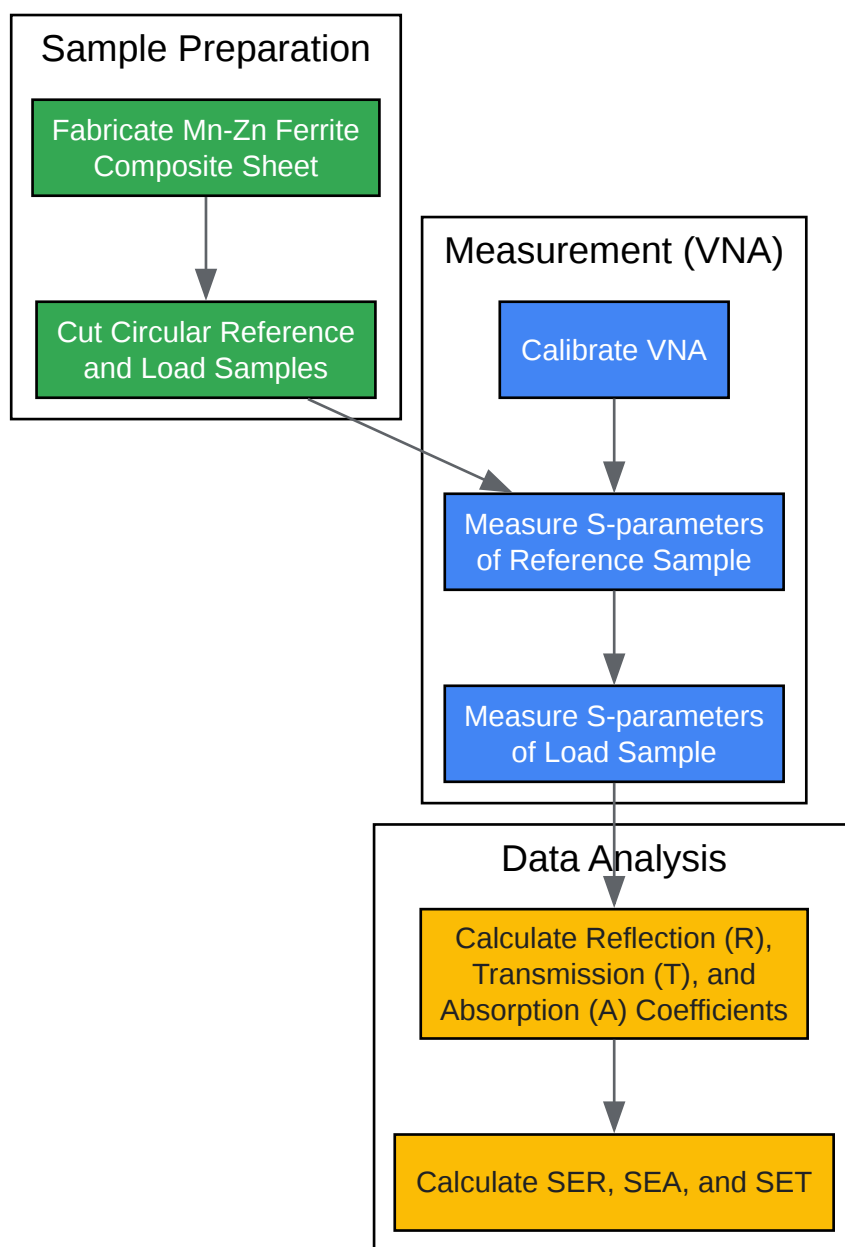 Sample Preparation
Fabricate Mn-Zn Ferrite
Composite Sheet
Cut Circular Reference
and Load Samples
Measurement (VNA)
Calibrate VNA
Measure S-parameters
of Reference Sample
Measure S-parameters
of Load Sample
Data Analysis
Calculate Reflection (R),
Transmission (T), and
Absorption (A) Coefficients
Calculate SER, SEA, and SET